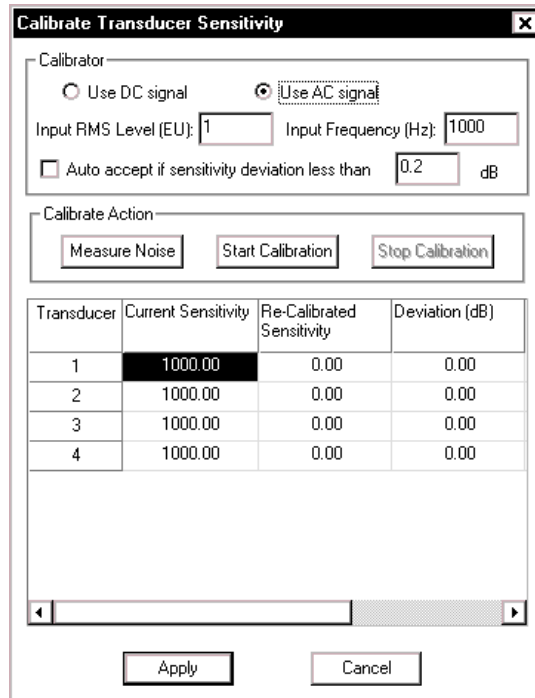 Calibrate Transducer Sensitivity
Calibrator
Use DC signal Use AC signal
Input RMS Level (EU): 1 Input Frequency (Hz): 1000
Auto accept if sensitivity deviation less than 0.2 dB
Calibrate Action
Measure Noise Start Calibration Stop Calibration
Transducer Current Sensitivity Re-Calibrated Sensitivity Deviation (dB)
1 1000.00 0.00 0.00
2 1000.00 0.00 0.00
3 1000.00 0.00 0.00
4 1000.00 0.00 0.00
Apply Cancel